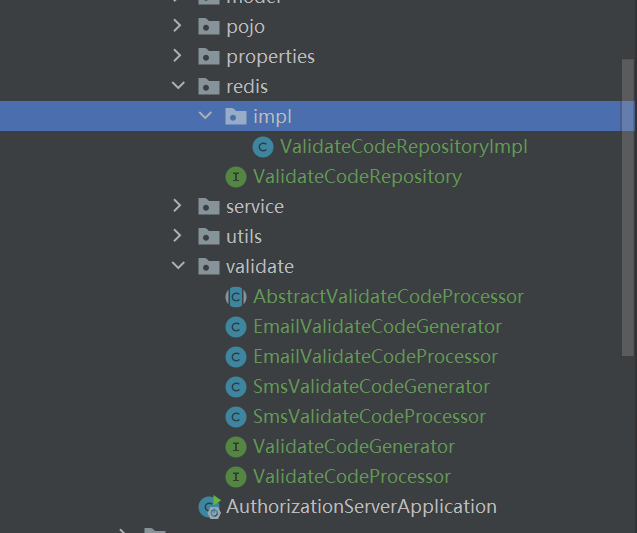 model
pojo
properties
redis
impl
ValidateCodeRepositoryImpl
ValidateCodeRepository
service
utils
validate
AbstractValidateCodeProcessor
EmailValidateCodeGenerator
EmailValidateCodeProcessor
SmsValidateCodeGenerator
SmsValidateCodeProcessor
ValidateCodeGenerator
ValidateCodeProcessor
AuthorizationServerApplication